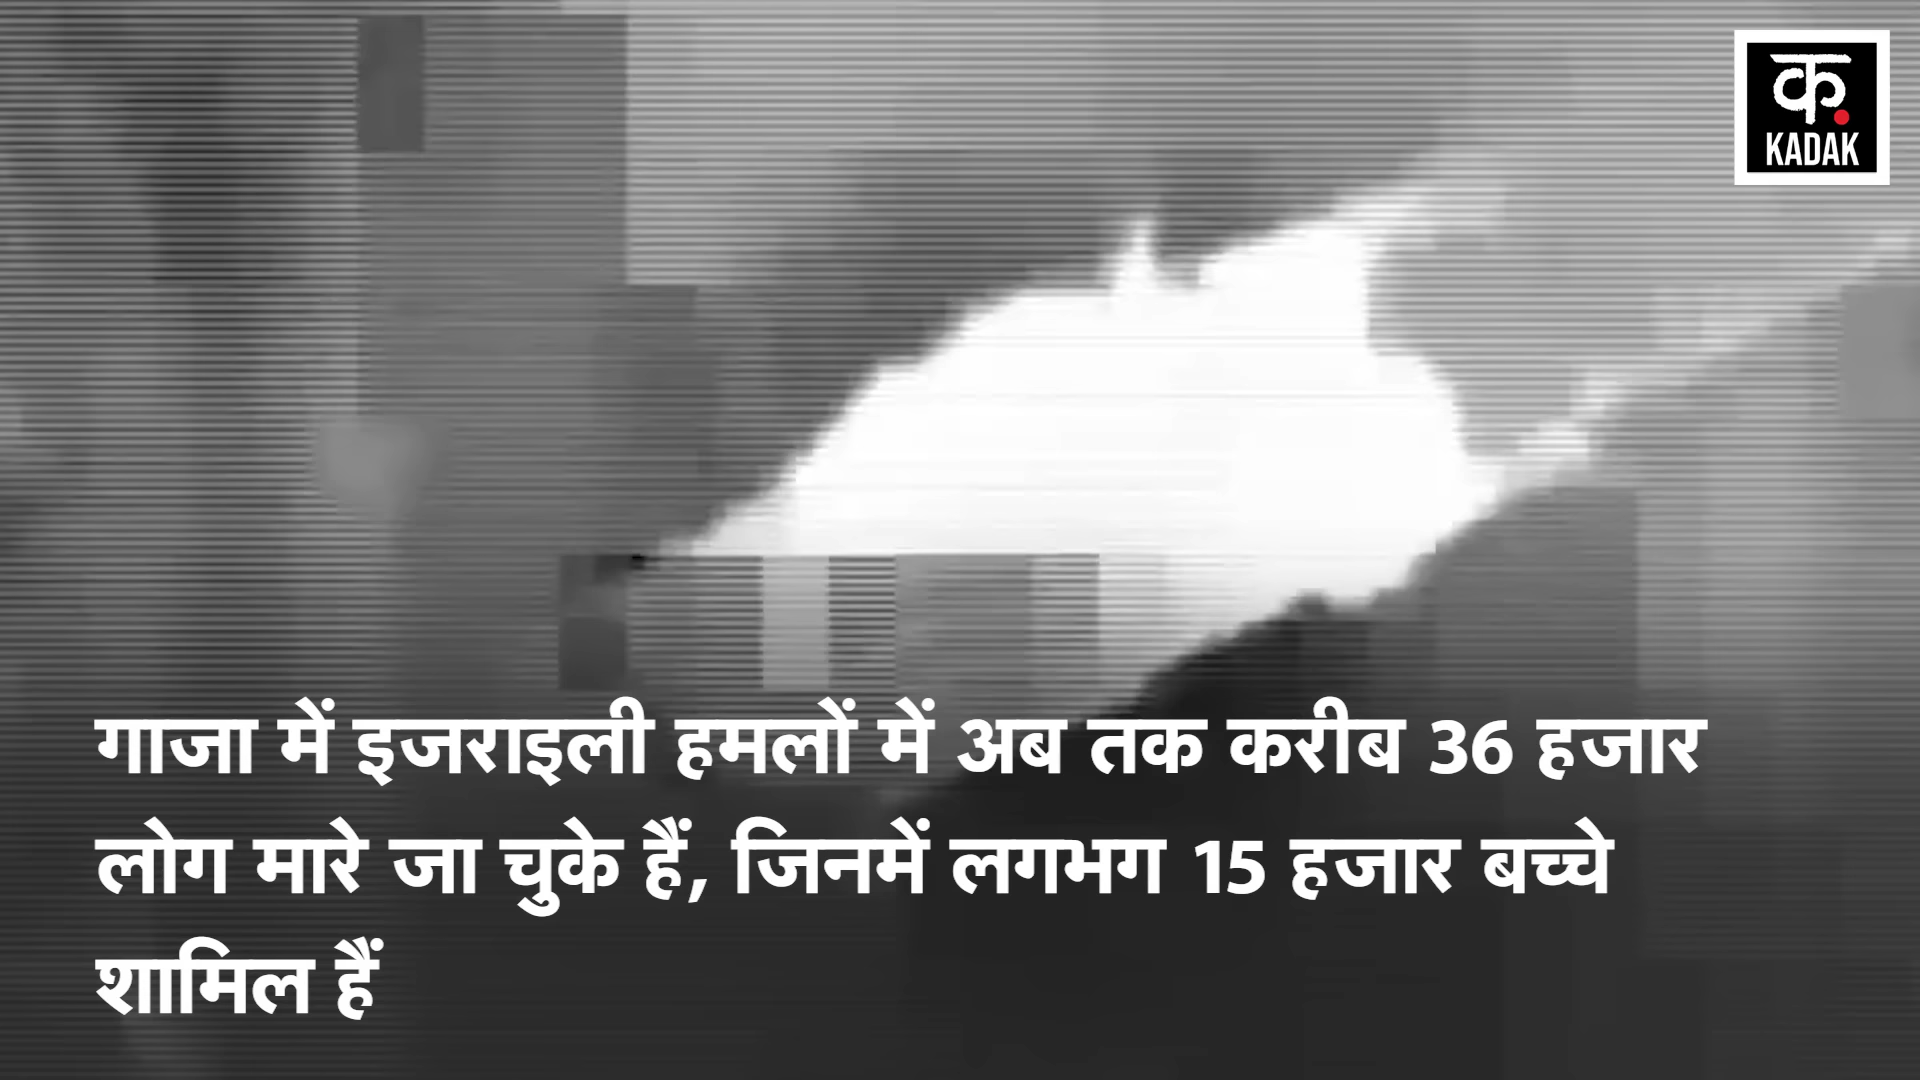 क.
KADAK
गाजा में इजराइली हमलों में अब तक करीब 36 हजार
लोग मारे जा चुके हैं, जिनमें लगभग 15 हजार बच्चे
शामिल हैं